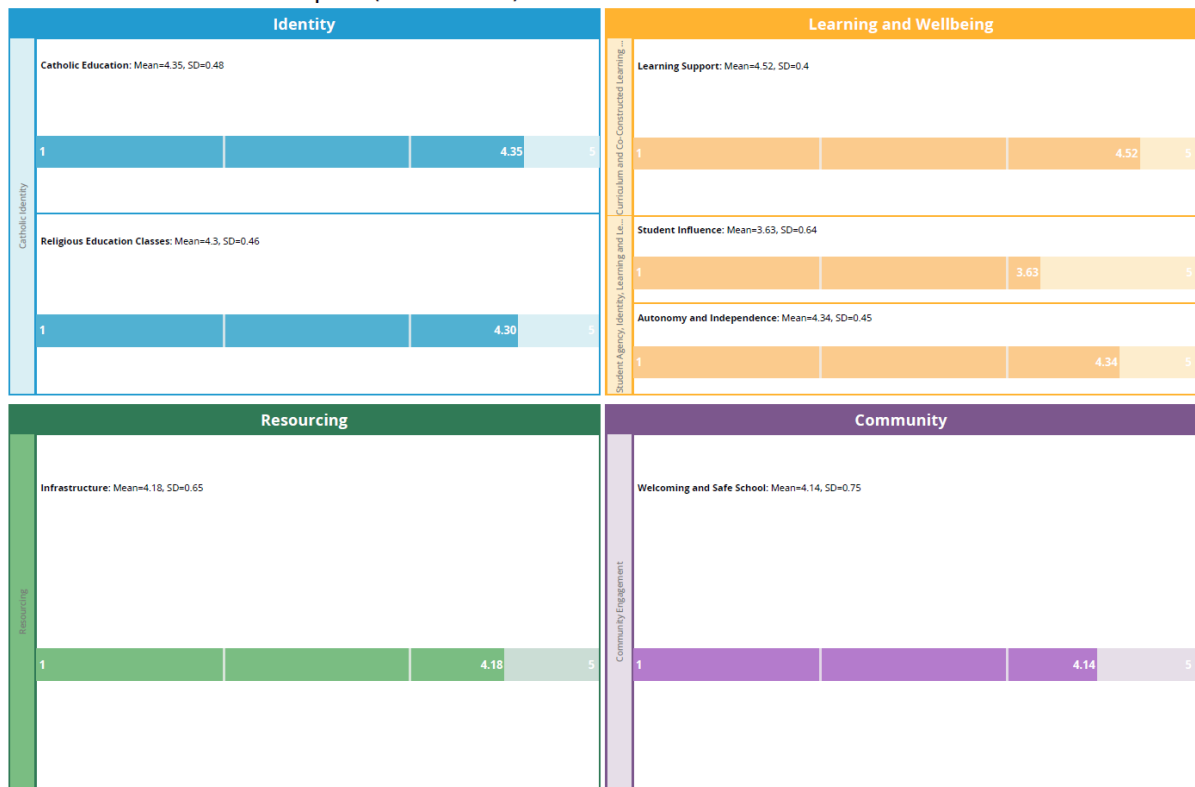 Identity
Catholic Identity
Catholic Education: Mean=4.35, SD=0.48
1 4.35 5
Religious Education Classes: Mean=4.3, SD=0.46
1 4.30 5
Learning and Wellbeing
Curriculum and Co-Constructed Learning ...
Learning Support: Mean=4.52, SD=0.4
1 4.52 5
Student Agency, Identity, Learning and Le...
Student Influence: Mean=3.63, SD=0.64
1 3.63 5
Autonomy and Independence: Mean=4.34, SD=0.45
1 4.34 5
Resourcing
Resourcing
Infrastructure: Mean=4.18, SD=0.65
1 4.18 5
Community
Community Engagement
Welcoming and Safe School: Mean=4.14, SD=0.75
1 4.14 5